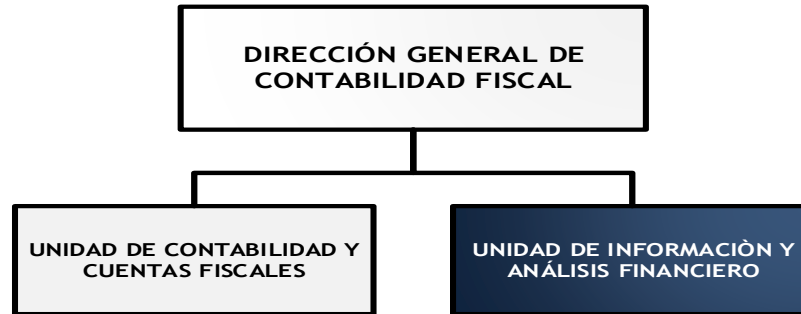 DIRECCIÓN GENERAL DE
CONTABILIDAD FISCAL
UNIDAD DE CONTABILIDAD Y
CUENTAS FISCALES
UNIDAD DE INFORMACIÒN Y
ANÁLISIS FINANCIERO